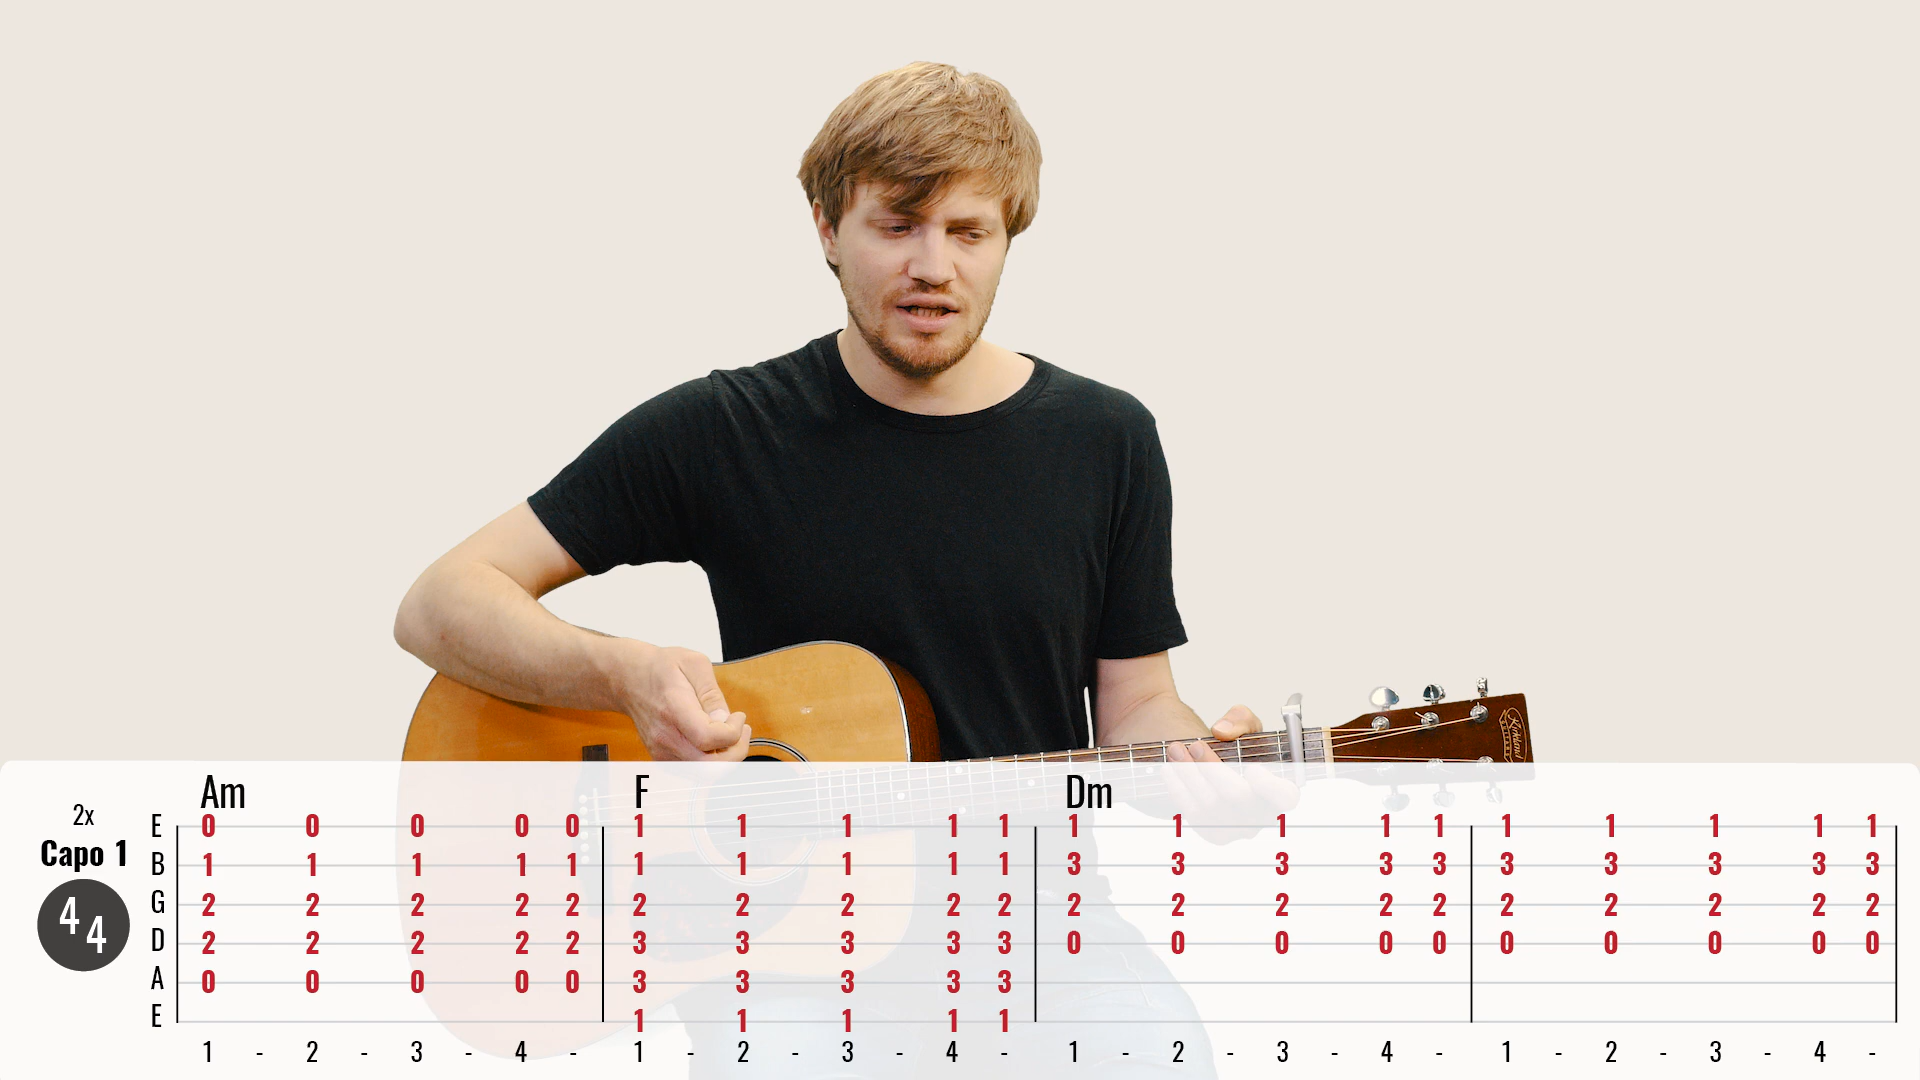 Am F Dm
2x
Capo 1
4
4
E 0 0 0 0 0 1 1 1 1 1 1 1 1 1 1 1 1 1 1 1
B 1 1 1 1 1 1 1 1 1 1 3 3 3 3 3 3 3 3 3 3
G 2 2 2 2 2 2 2 2 2 2 2 2 2 2 2 2 2 2 2 2
D 2 2 2 2 2 3 3 3 3 3 0 0 0 0 0 0 0 0 0 0
A 0 0 0 0 0 3 3 3 3 3
E 1 1 1 1 1
1 - 2 - 3 - 4 - 1 - 2 - 3 - 4 - 1 - 2 - 3 - 4 - 1 - 2 - 3 - 4 -